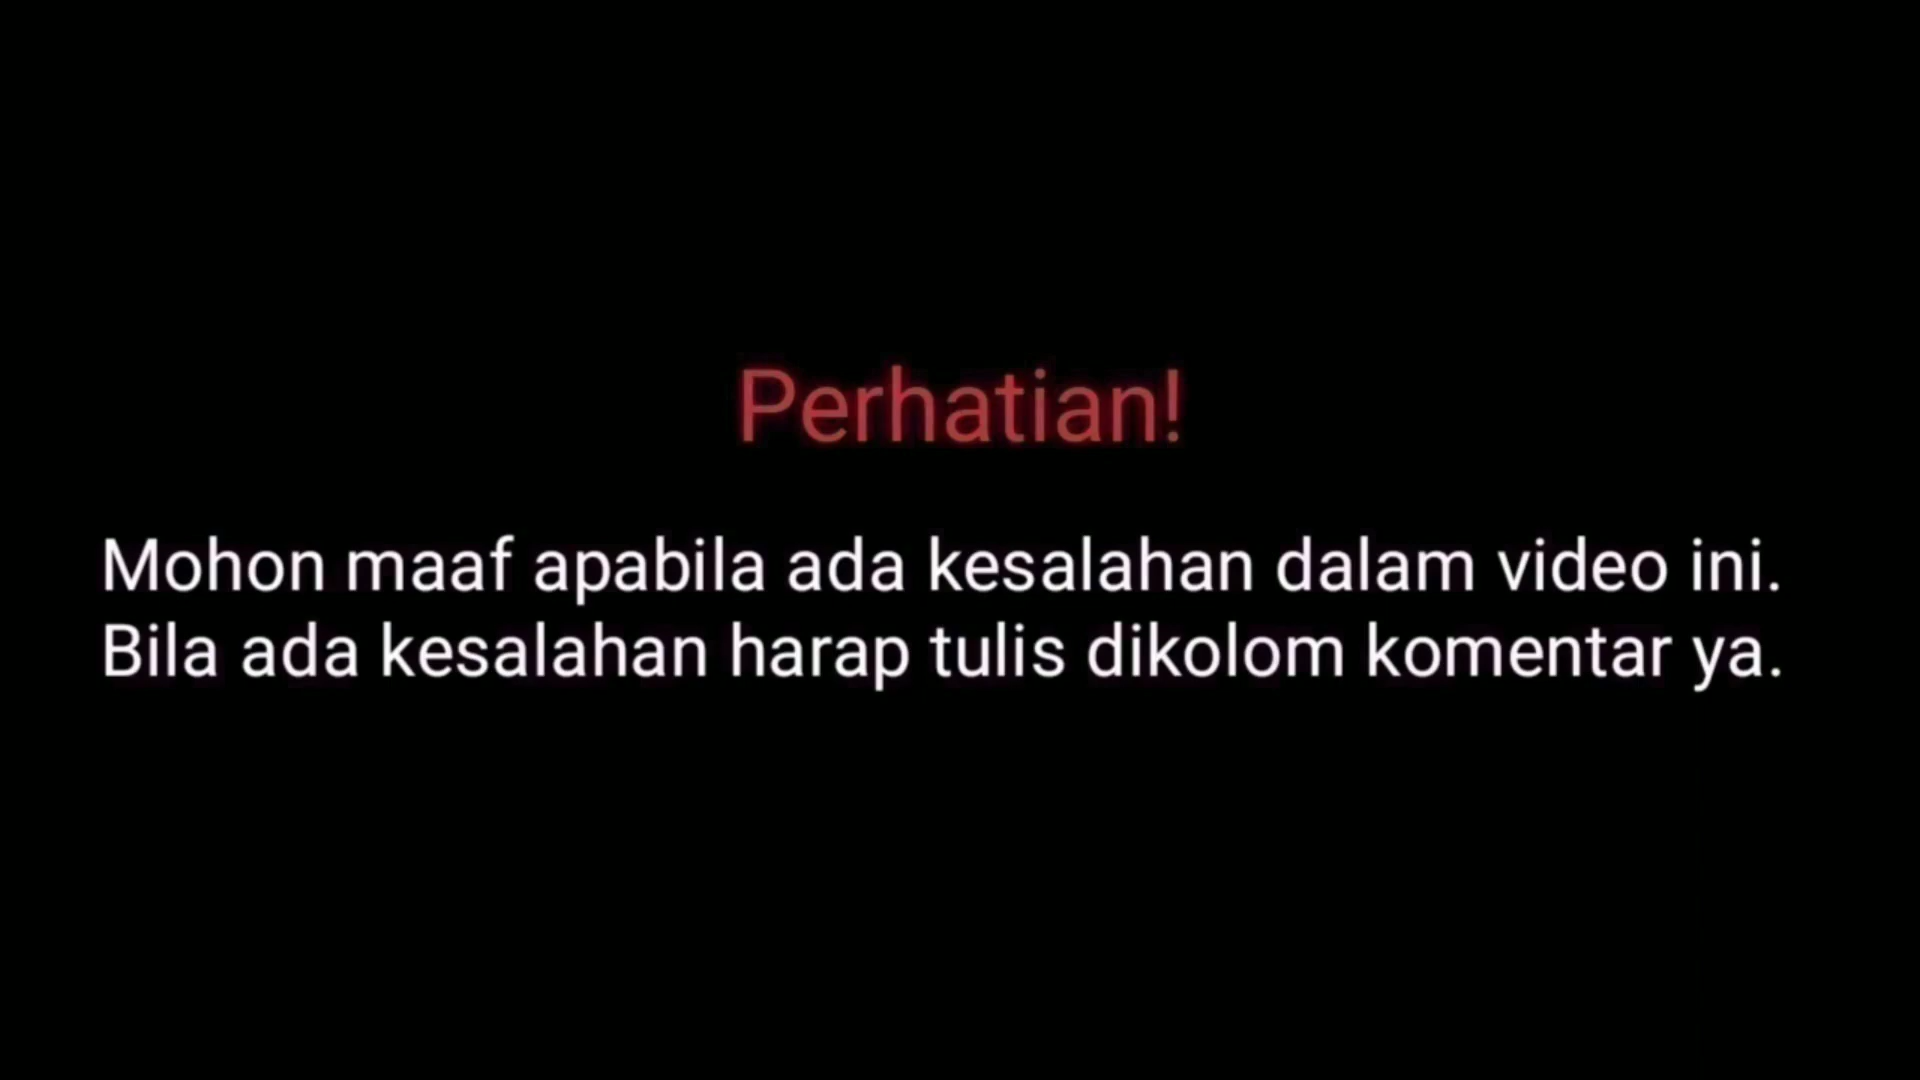 Perhatian!
Mohon maaf apabila ada kesalahan dalam video ini.
Bila ada kesalahan harap tulis dikolom komentar ya.